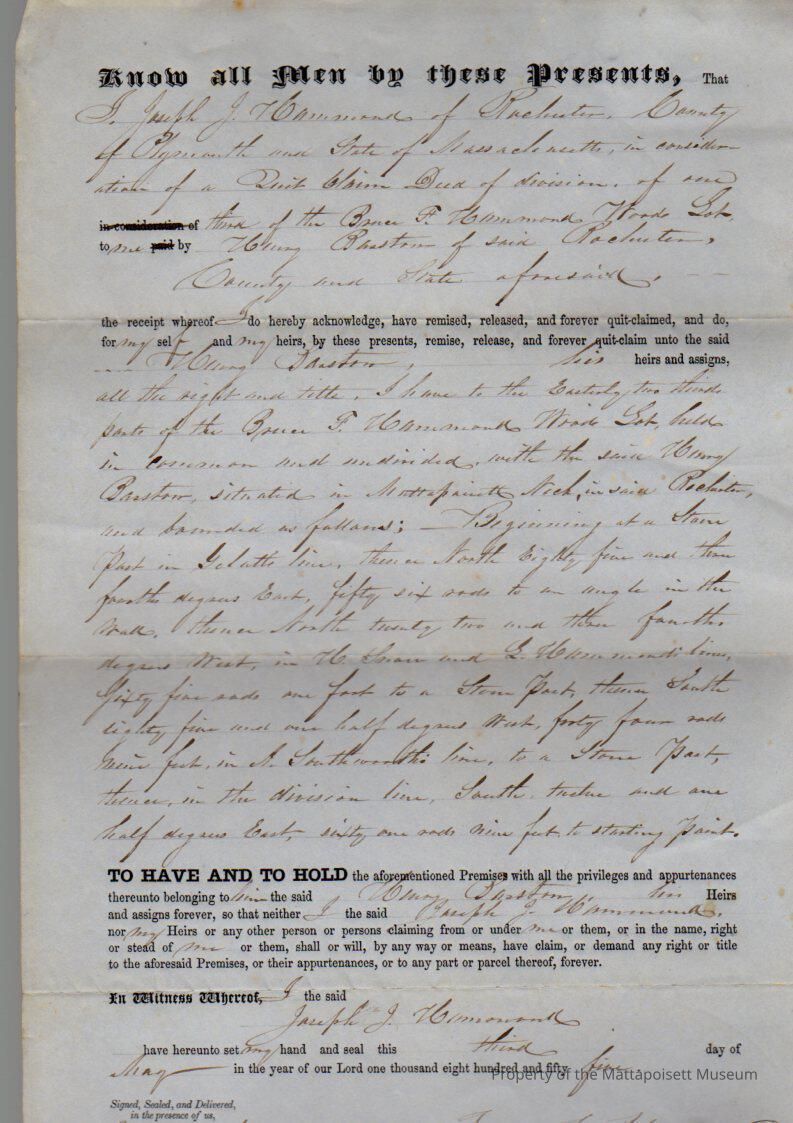 Know all Men by these Presents, That
I, Joseph J. Hammond of Rochester, County
of Plymouth and State of Massachusetts, in consider-
ation of a Quit Claim Deed of division, of one
in consideration of third of the Bruce F. Hammond Woods Lot,
to me paid by Henry Barstow of said Rochester,
County and State aforesaid,
the receipt whereof I do hereby acknowledge, have remised, released, and forever quit-claimed, and do,
for my self and my heirs, by these presents, remise, release, and forever quit-claim unto the said
Henry Barstow, his heirs and assigns,
all the right and title, I have to the Easterly two thirds
parts of the Bruce F. Hammond Woods Lot, held
in common and undivided, with the said Henry
Barstow, situated in Mattapoisett Neck, in said Rochester,
and bounded as follows; Beginning at a Stone
Post in line, thence North Eighty five and three
fourths degrees East, fifty six rods to an angle in the
Wall, thence North twenty two and three fourths
degrees West, in H. Snow and G. Hammonds line,
Sixty five rods one foot to a Stone Post, thence South
eighty five and one half degrees West, forty four rods
nine feet, in A. Southworths line, to a Stone Post,
thence, in the division line, South, twelve and one
half degrees East, sixty one rods nine feet to starting point.
TO HAVE AND TO HOLD the aforementioned Premises with all the privileges and appurtenances
thereunto belonging to him the said Henry Barstow, his Heirs
and assigns forever, so that neither I the said Joseph J. Hammond,
nor my Heirs or any other person or persons claiming from or under me or them, or in the name, right
or stead of me or them, shall or will, by any way or means, have claim, or demand any right or title
to the aforesaid Premises, or their appurtenances, or to any part or parcel thereof, forever.
In Witness Whereof, I the said
Joseph J. Hammond
have hereunto set my hand and seal this third day of
May in the year of our Lord one thousand eight hundred and fifty five.
Property of the Mattapoisett Museum
Signed, Sealed, and Delivered,
in the presence of us,